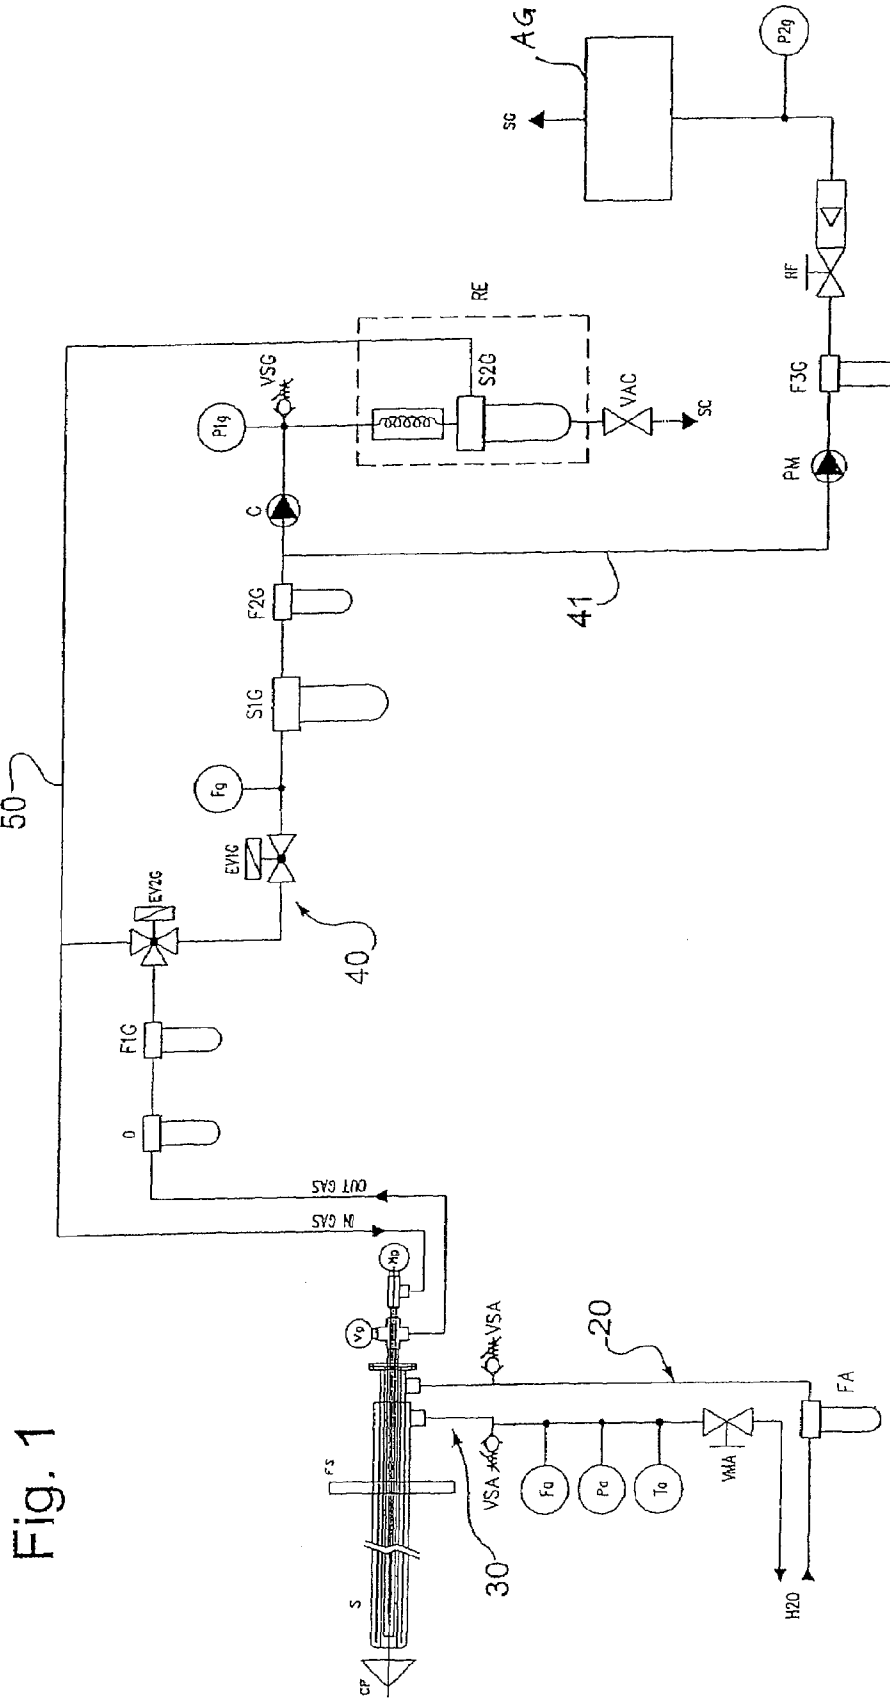 Fig. 1
50
AG
P2g
SG
RF
F3G
PM
41
RE
VSG
P1g
S2G
VAC
SC
C
F2G
S1G
Fg
EV1G
40
EV2G
F1G
D
OUT GAS
IN GAS
Mp
Vp
VSA
20
FA
FS
VSA
Fa
Pa
Ta
VMA
30
H2O
S
CP